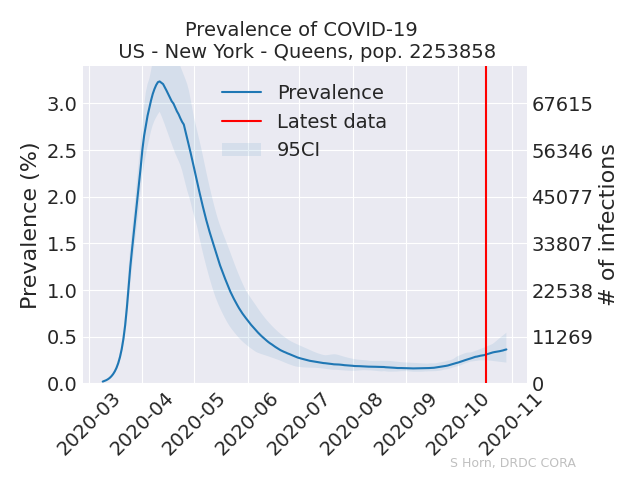 Prevalence of COVID-19
US - New York - Queens, pop. 2253858
Prevalence
Latest data
95CI
Prevalence (%)
3.0
2.5
2.0
1.5
1.0
0.5
0.0
67615
56346
45077
33807
22538
11269
0
# of infections
2020-03
2020-04
2020-05
2020-06
2020-07
2020-08
2020-09
2020-10
2020-11
S Horn, DRDC CORA